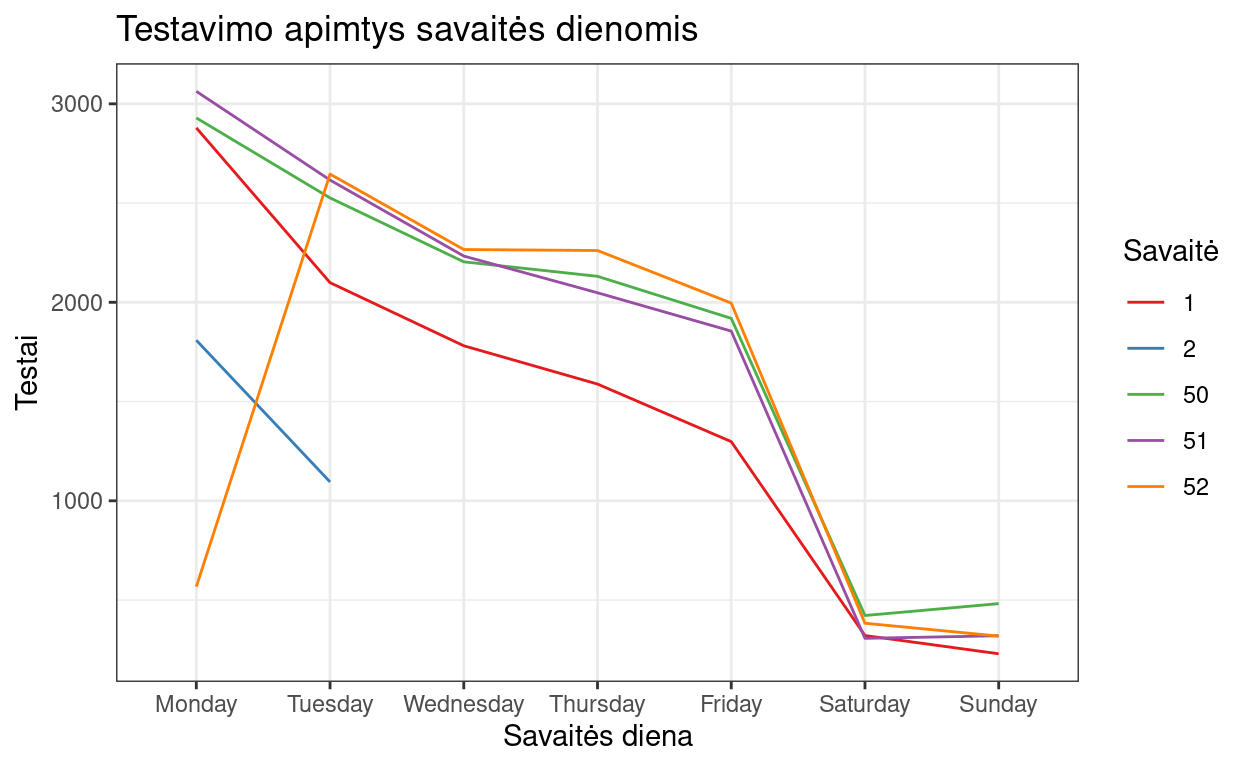 Testavimo apimtys savaitės dienomis
Testai
3000
2000
1000
Monday Tuesday Wednesday Thursday Friday Saturday Sunday
Savaitės diena
Savaitė
1
2
50
51
52